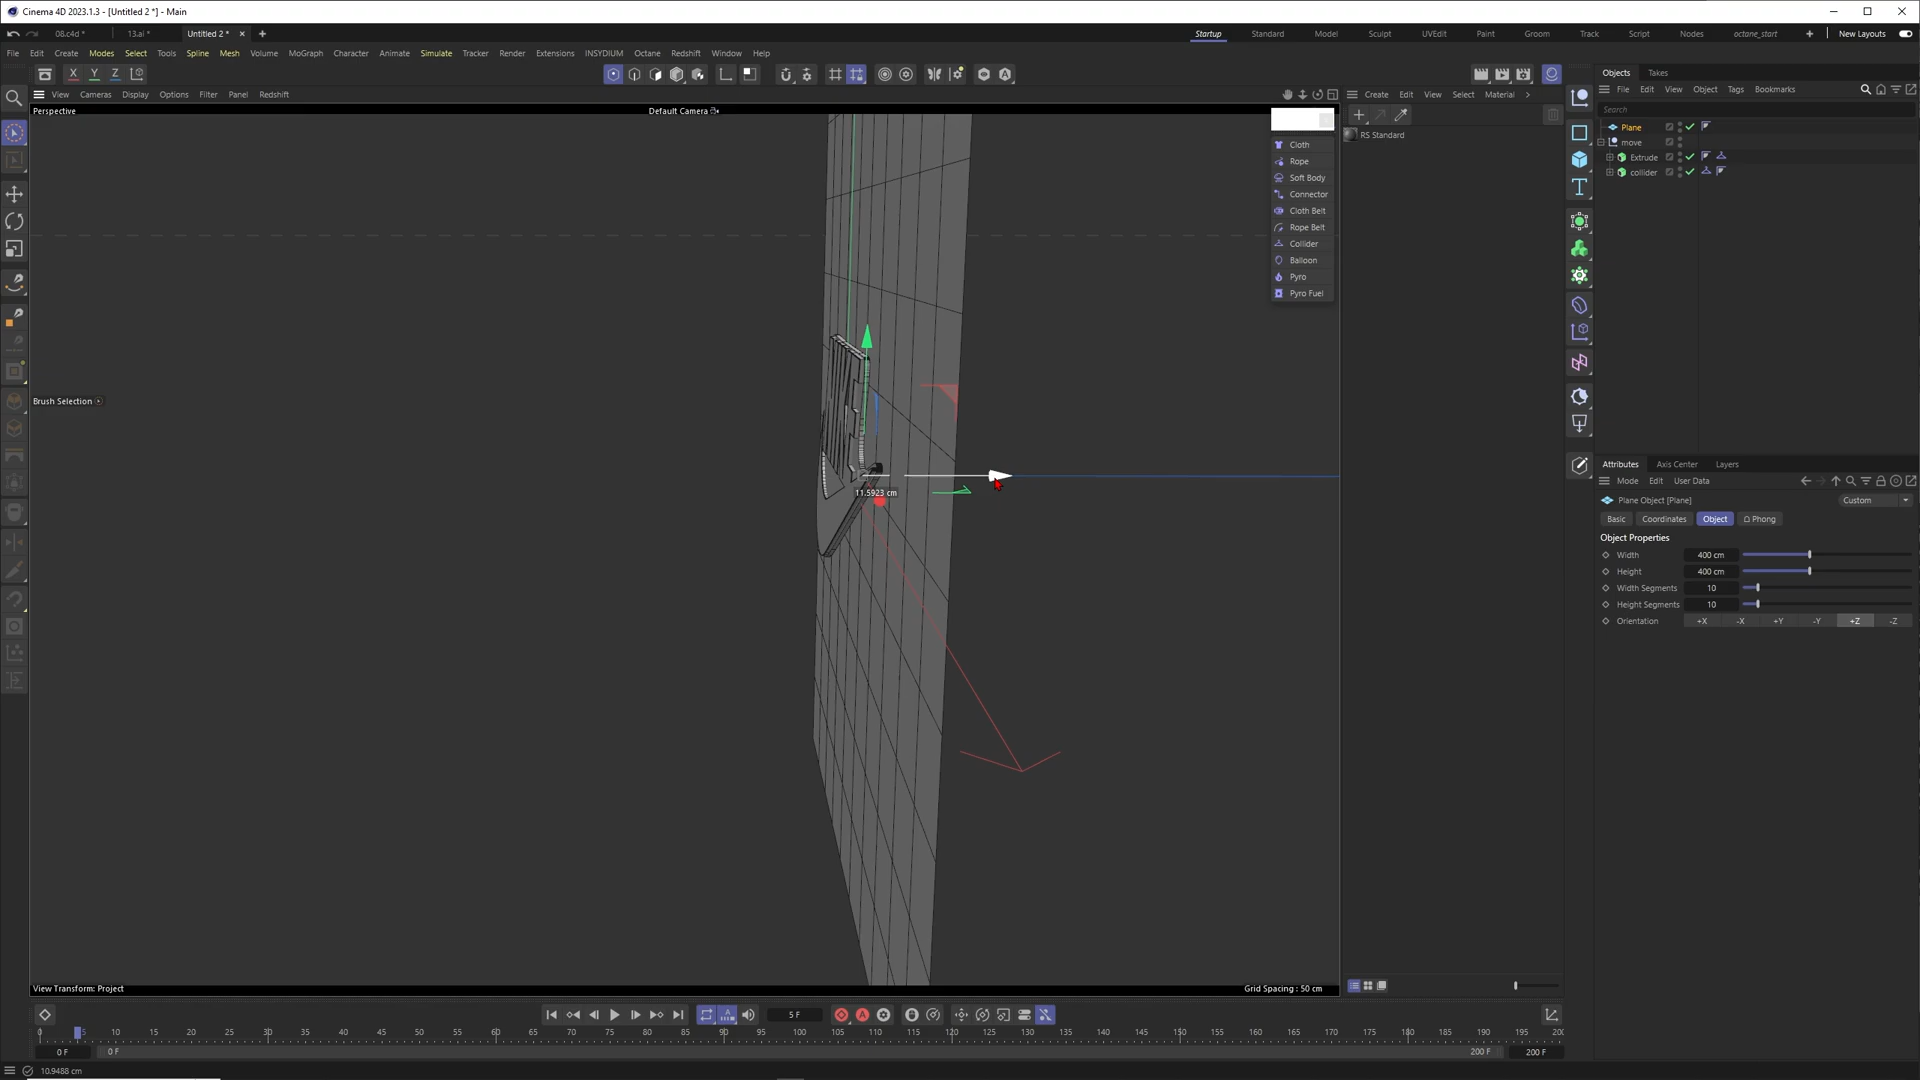 Cinema 4D 2023.1.3 - [Untitled 2 *] - Main
08.c4d *
13.ai *
Untitled 2 *
Startup
Standard
Model
Sculpt
UVEdit
Paint
Groom
Track
Script
Nodes
octane_start
New Layouts
File Edit Create Modes Select Tools Spline Mesh Volume MoGraph Character Animate Simulate Tracker Render Extensions INSYDIUM Octane Redshift Window Help
X Y Z
Objects Takes
View Cameras Display Options Filter Panel Redshift
Create Edit View Select Material
File Edit View Object Tags Bookmarks
Perspective
Default Camera
Search
RS Standard
Plane
move
Extrude
collider
Cloth
Rope
Soft Body
Connector
Cloth Belt
Rope Belt
Collider
Balloon
Pyro
Pyro Fuel
Brush Selection
11.5923 cm
Attributes Axis Center Layers
Mode Edit User Data
Plane Object [Plane]
Custom
Basic Coordinates Object Phong
Object Properties
Width 400 cm
Height 400 cm
Width Segments 10
Height Segments 10
Orientation +X -X +Y -Y +Z -Z
View Transform: Project
Grid Spacing : 50 cm
5 F
0 5 10 15 20 25 30 35 40 45 50 55 60 65 70 75 80 85 90 95 100 105 110 115 120 125 130 135 140 145 150 155 160 165 170 175 180 185 190 195 20
0 F
0 F
200 F
200 F
10.9488 cm